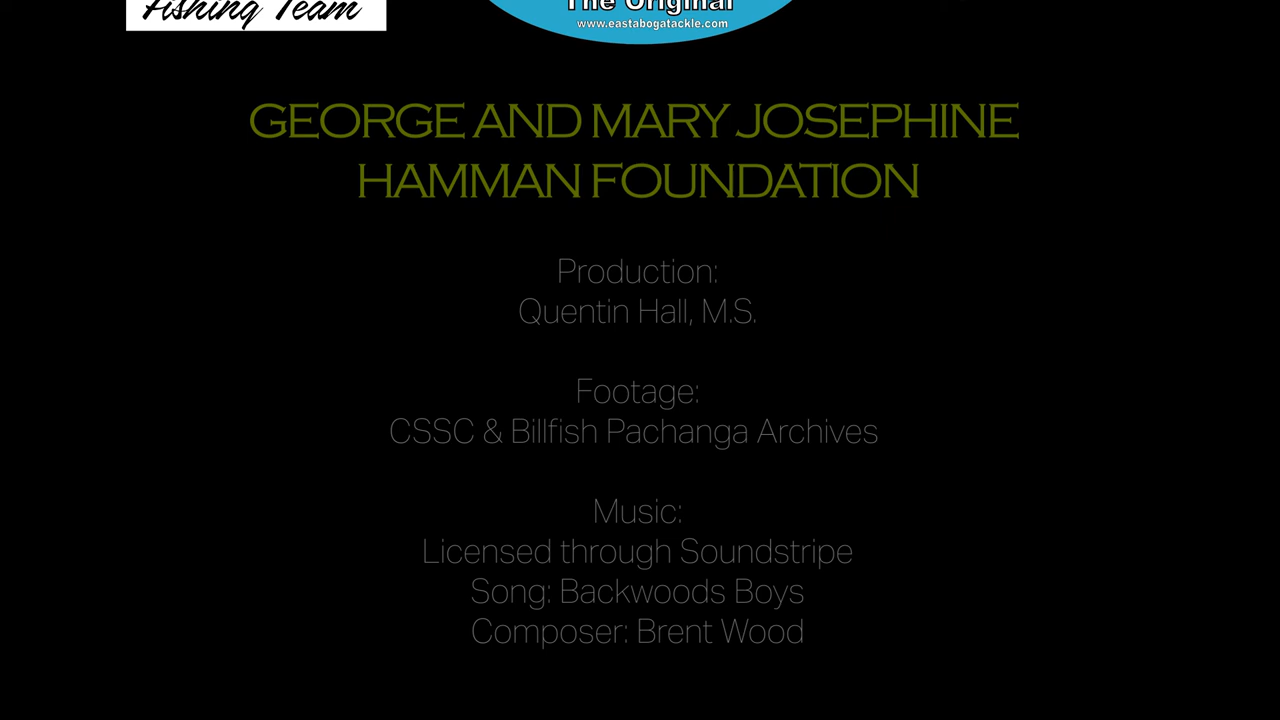 Fishing Team
The Original
www.eastabogatackle.com
GEORGE AND MARY JOSEPHINE
HAMMAN FOUNDATION
Production:
Quentin Hall, M.S.
Footage:
CSSC & Billfish Pachanga Archives
Music:
Licensed through Soundstripe
Song: Backwoods Boys
Composer: Brent Wood